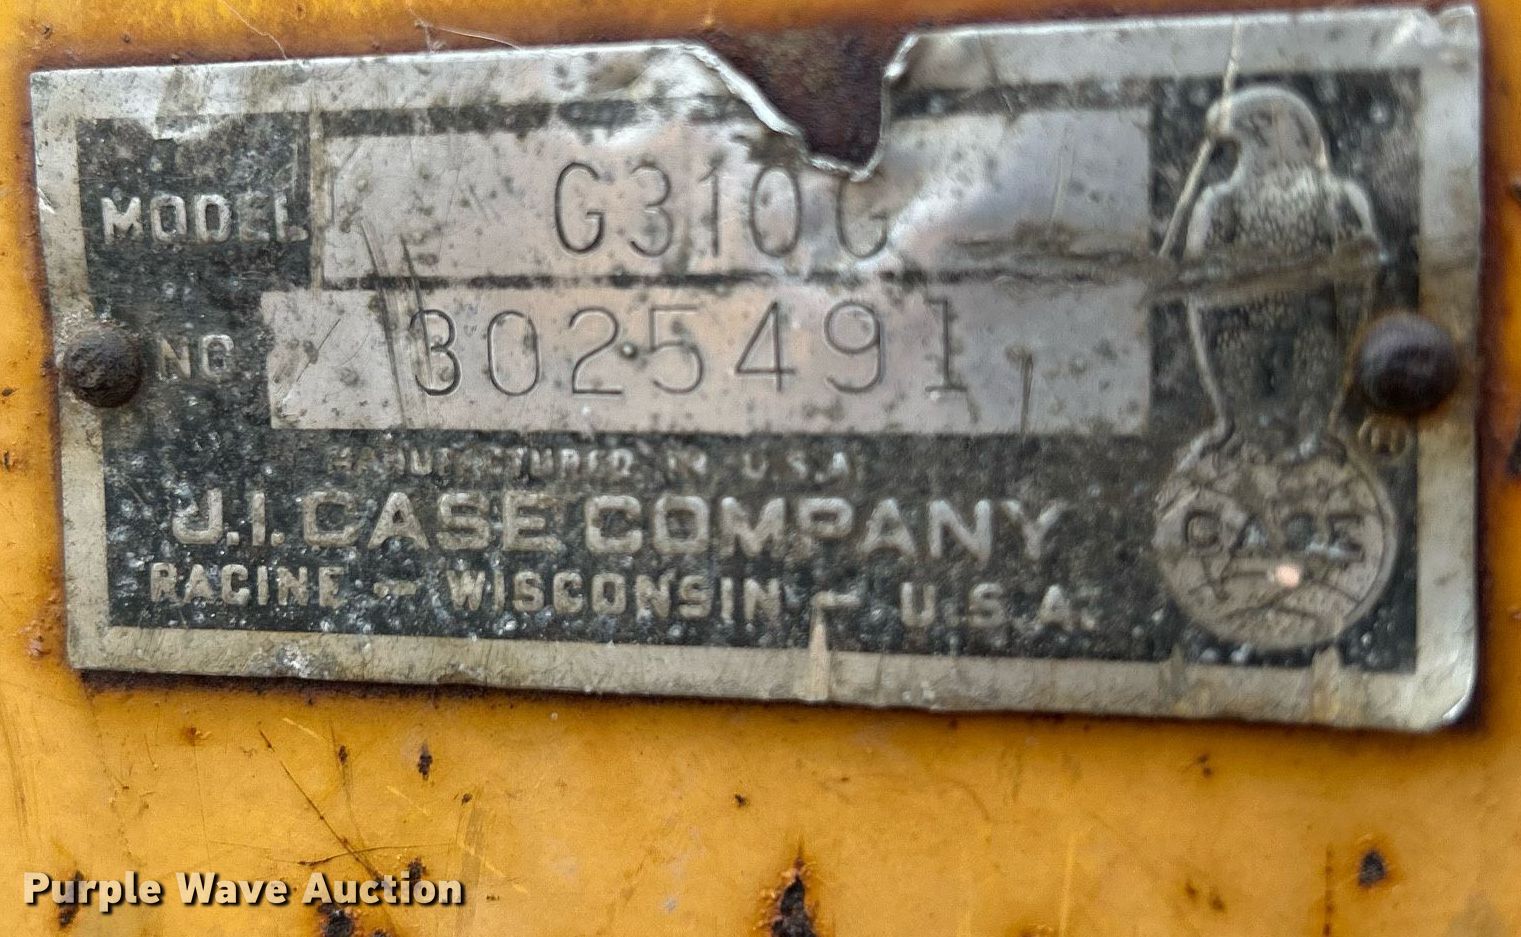 MODEL G310G
NO 3025491
MANUFACTURED IN U.S.A.
J.I. CASE COMPANY
RACINE - WISCONSIN - U.S.A.
CASE
®
Purple Wave Auction